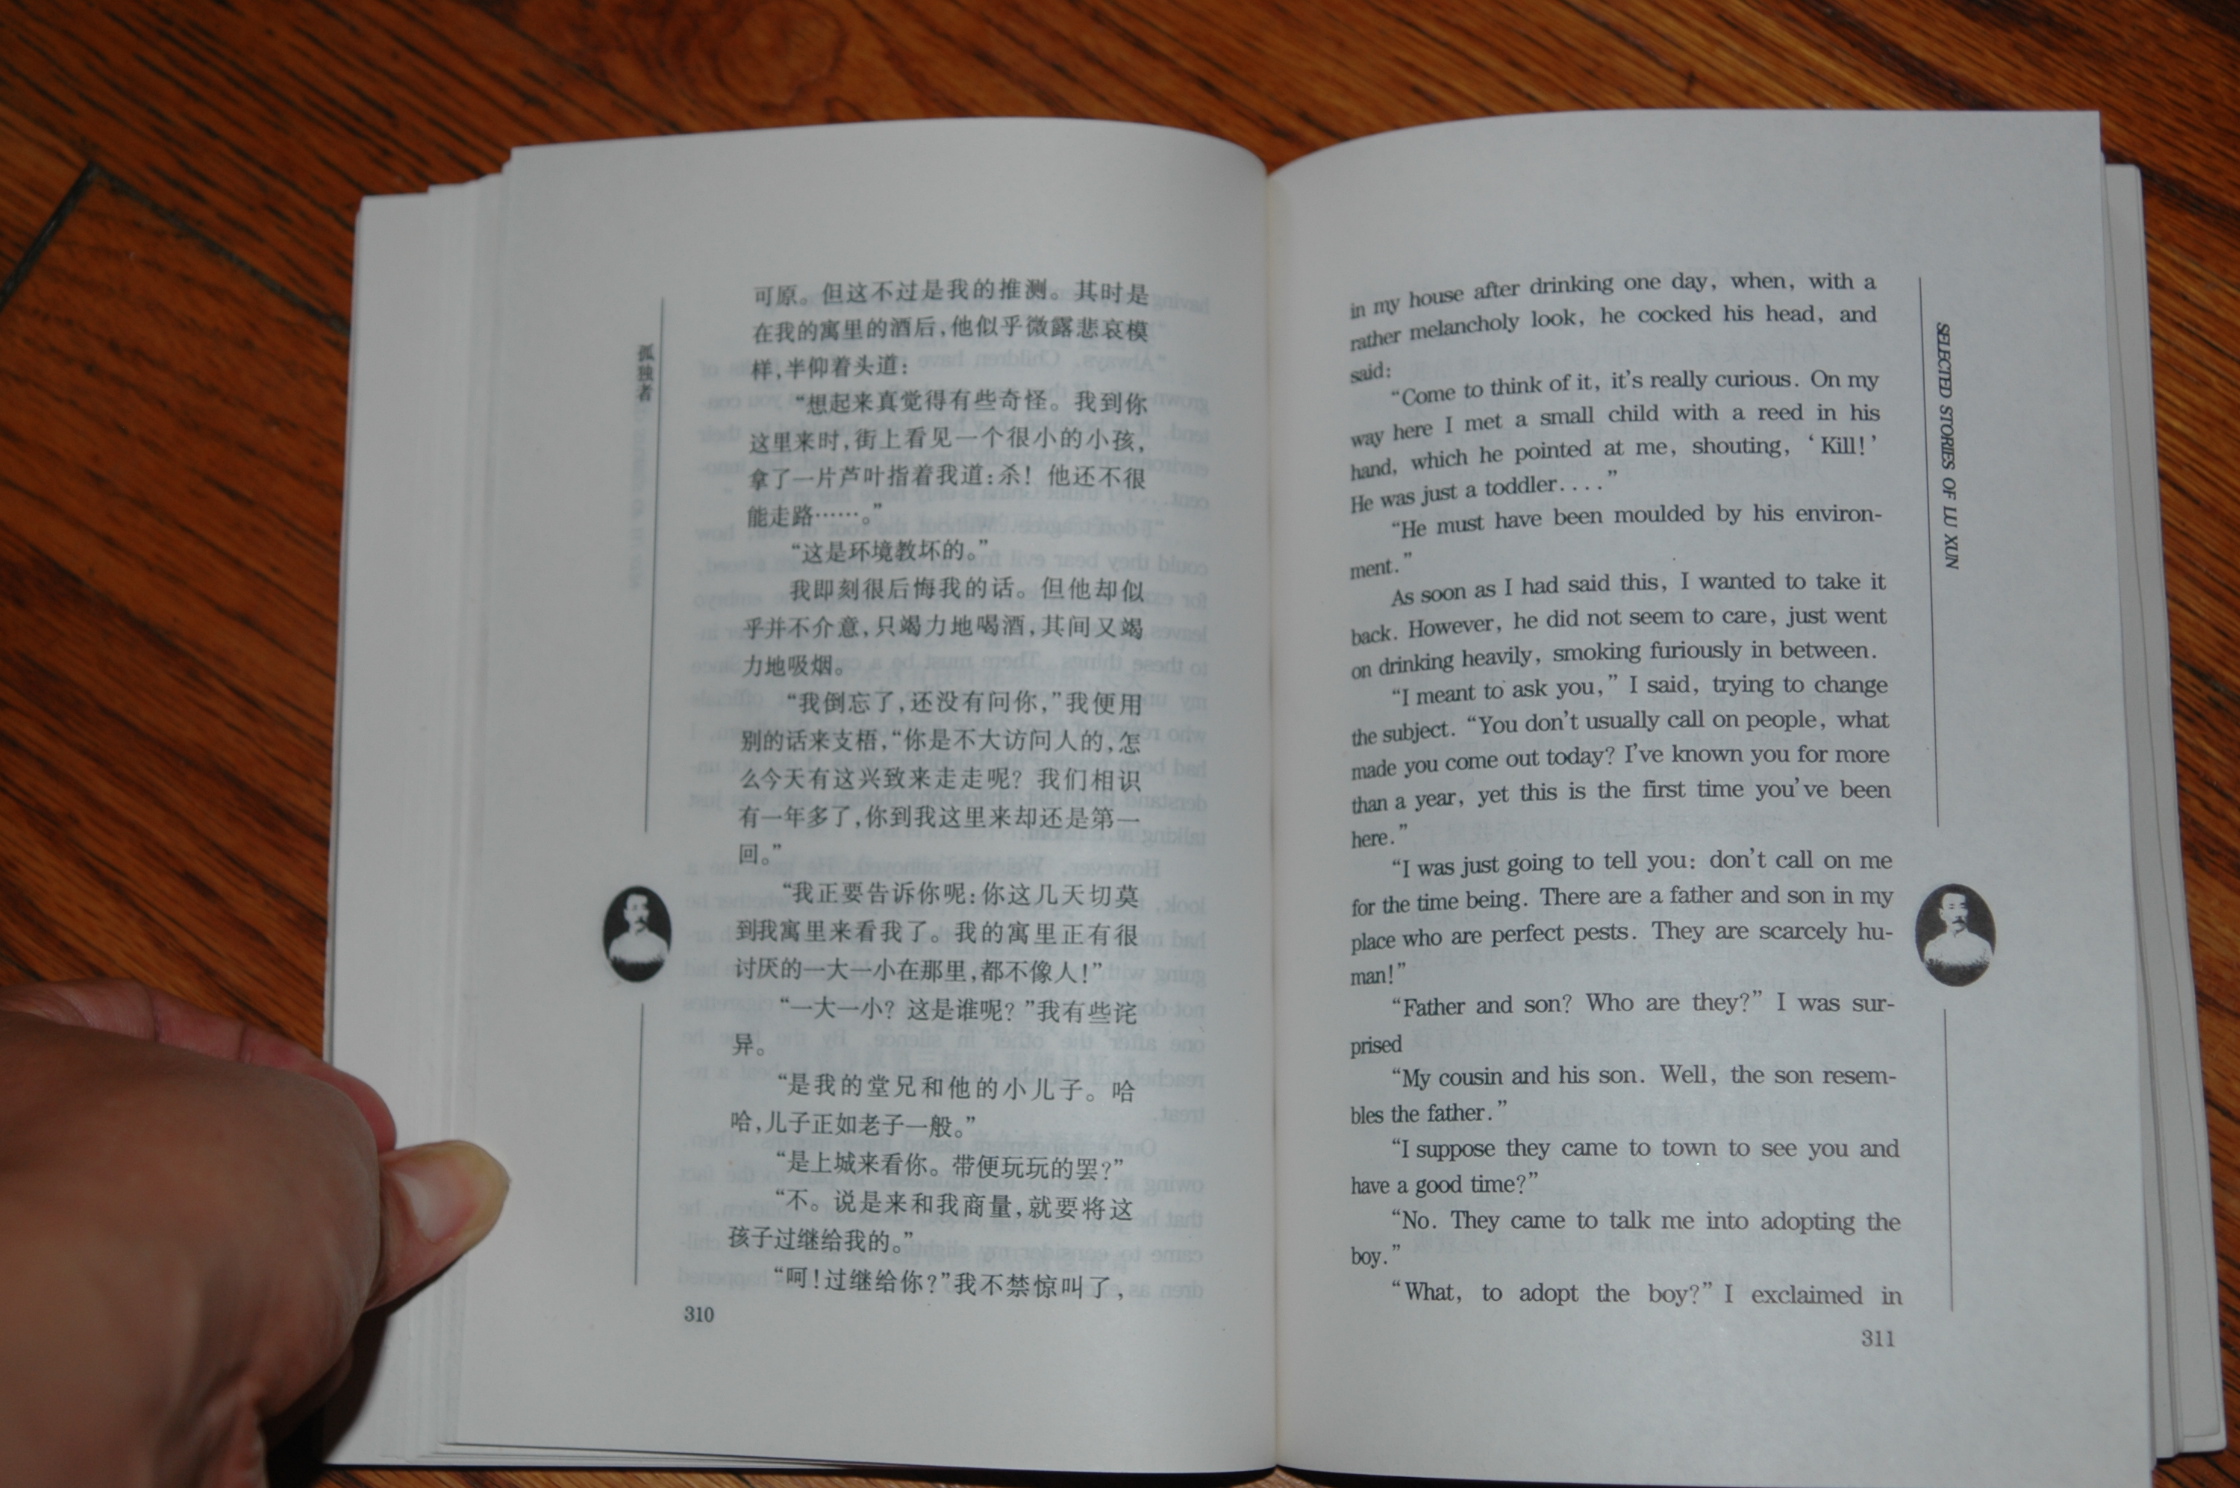 孤独者
可原。但这不过是我的推测。其时是
在我的寓里的酒后,他似乎微露悲哀模
样,半仰着头道:
“想起来真觉得有些奇怪。我到你
这里来时,街上看见一个很小的小孩,
拿了一片芦叶指着我道:杀！他还不很
能走路……。”
“这是环境教坏的。”
我即刻很后悔我的话。但他却似
乎并不介意,只竭力地喝酒,其间又竭
力地吸烟。
“我倒忘了,还没有问你,”我便用
别的话来支梧,“你是不大访问人的,怎
么今天有这兴致来走走呢？我们相识
有一年多了,你到我这里来却还是第一
回。”
“我正要告诉你呢:你这几天切莫
到我寓里来看我了。我的寓里正有很
讨厌的一大一小在那里,都不像人！”
“一大一小？这是谁呢？”我有些诧
异。
“是我的堂兄和他的小儿子。哈
哈,儿子正如老子一般。”
“是上城来看你。带便玩玩的罢？”
“不。说是来和我商量,就要将这
孩子过继给我的。”
“呵！过继给你？”我不禁惊叫了,
310
in my house after drinking one day, when, with a
rather melancholy look, he cocked his head, and
said:
“Come to think of it, it’s really curious. On my
way here I met a small child with a reed in his
hand, which he pointed at me, shouting, ‘Kill!’
He was just a toddler....”
“He must have been moulded by his environ-
ment.”
As soon as I had said this, I wanted to take it
back. However, he did not seem to care, just went
on drinking heavily, smoking furiously in between.
“I meant to ask you,” I said, trying to change
the subject. “You don’t usually call on people, what
made you come out today? I’ve known you for more
than a year, yet this is the first time you’ve been
here.”
“I was just going to tell you: don’t call on me
for the time being. There are a father and son in my
place who are perfect pests. They are scarcely hu-
man!”
“Father and son? Who are they?” I was sur-
prised
“My cousin and his son. Well, the son resem-
bles the father.”
“I suppose they came to town to see you and
have a good time?”
“No. They came to talk me into adopting the
boy.”
“What, to adopt the boy?” I exclaimed in
311
SELECTED STORIES OF LU XUN